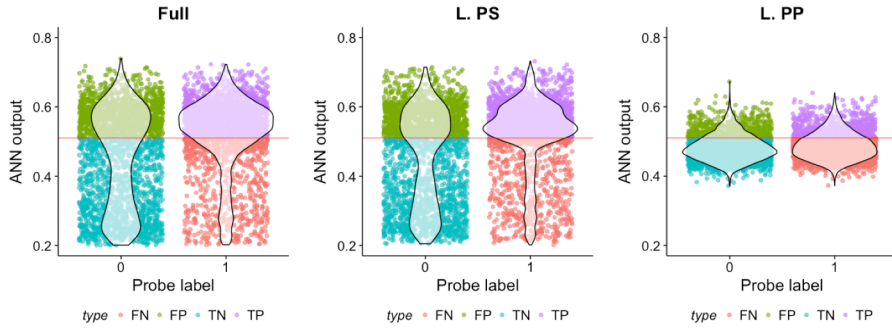 Full
ANN output
0.8
0.6
0.4
0.2
0 1
Probe label
type FN FP TN TP
L. PS
ANN output
0.8
0.6
0.4
0.2
0 1
Probe label
type FN FP TN TP
L. PP
ANN output
0.8
0.6
0.4
0.2
0 1
Probe label
type FN FP TN TP